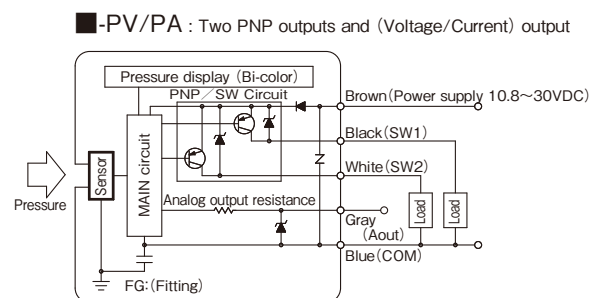 ■-PV/PA : Two PNP outputs and (Voltage/Current) output
Pressure display (Bi-color)
PNP/SW Circuit
Brown(Power supply 10.8～30VDC)
Black(SW1)
White(SW2)
MAIN circuit
Sensor
Pressure
Analog output resistance
Load
Load
Gray
(Aout)
Blue(COM)
FG:(Fitting)
Z